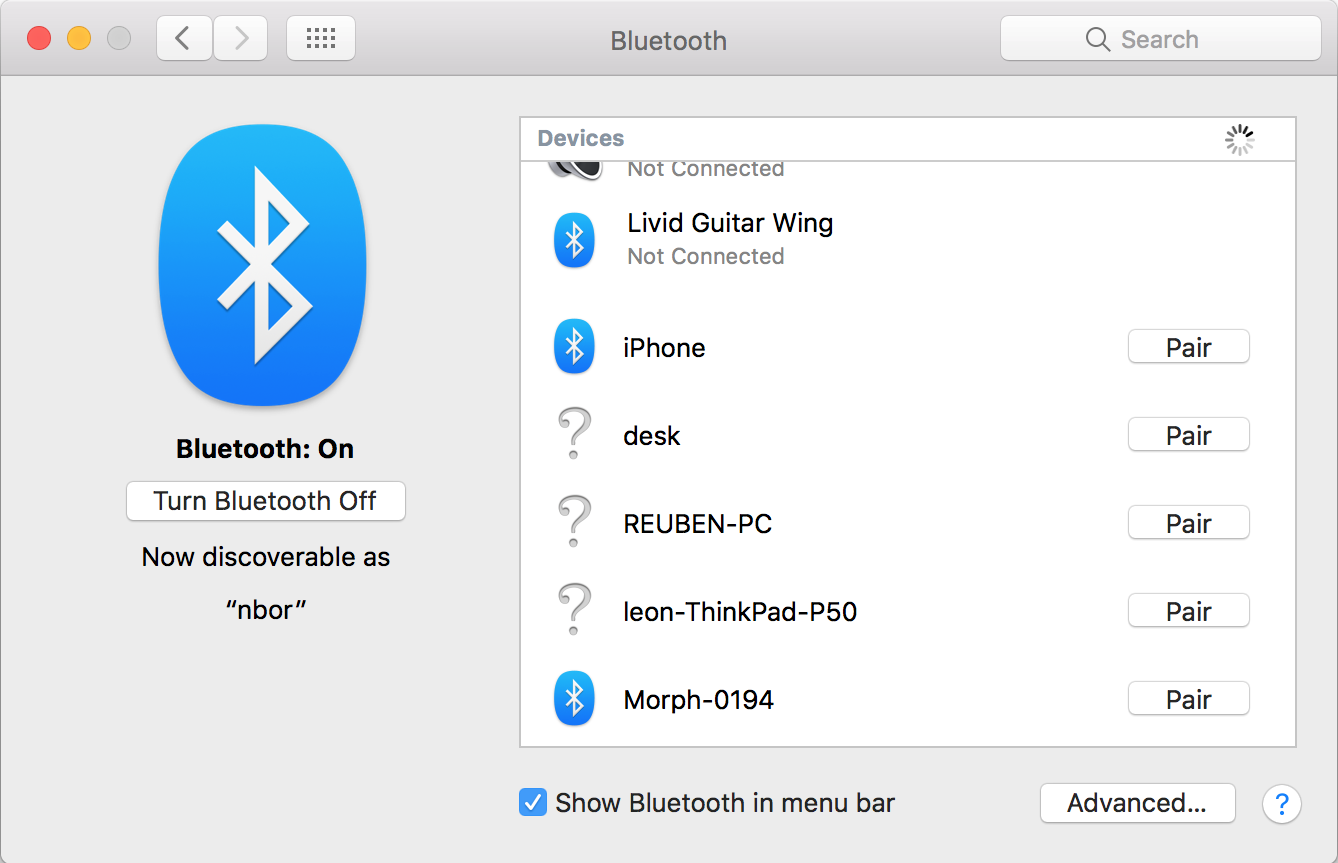 Bluetooth
Search
Devices
Not Connected
Livid Guitar Wing
Not Connected
iPhone
Pair
desk
Pair
REUBEN-PC
Pair
leon-ThinkPad-P50
Pair
Morph-0194
Pair
Bluetooth: On
Turn Bluetooth Off
Now discoverable as
“nbor”
Show Bluetooth in menu bar
Advanced...
?